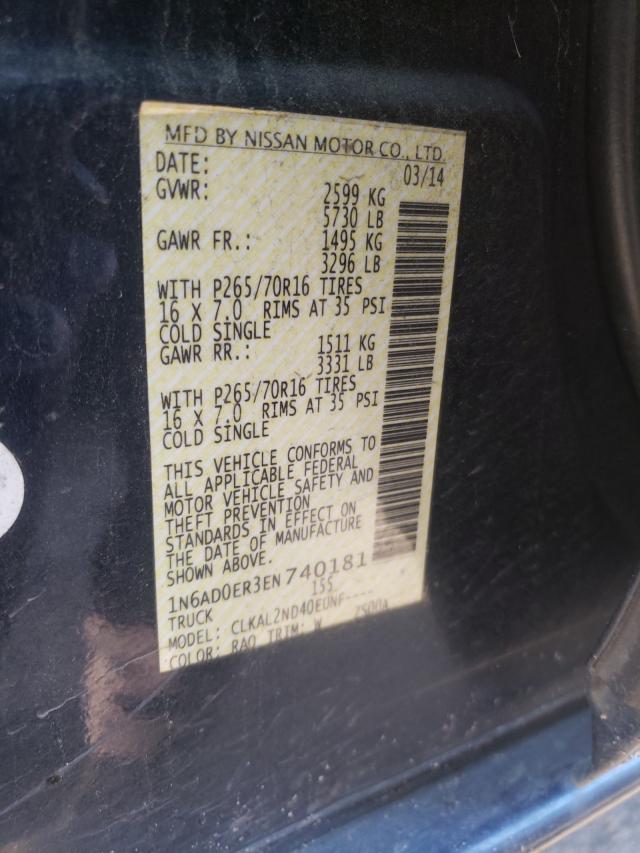 MFD BY NISSAN MOTOR CO., LTD.
DATE: 03/14
GVWR: 2599 KG
5730 LB
GAWR FR.: 1495 KG
3296 LB
WITH P265/70R16 TIRES
16 X 7.0 RIMS AT 35 PSI
COLD SINGLE
GAWR RR.: 1511 KG
3331 LB
WITH P265/70R16 TIRES
16 X 7.0 RIMS AT 35 PSI
COLD SINGLE
THIS VEHICLE CONFORMS TO
ALL APPLICABLE FEDERAL
MOTOR VEHICLE SAFETY AND
THEFT PREVENTION
STANDARDS IN EFFECT ON
THE DATE OF MANUFACTURE
SHOWN ABOVE.
1N6AD0ER3EN740181
TRUCK 155
MODEL: CLKAL2ND40EUNF----
COLOR: RAQ TRIM: W ZS00A